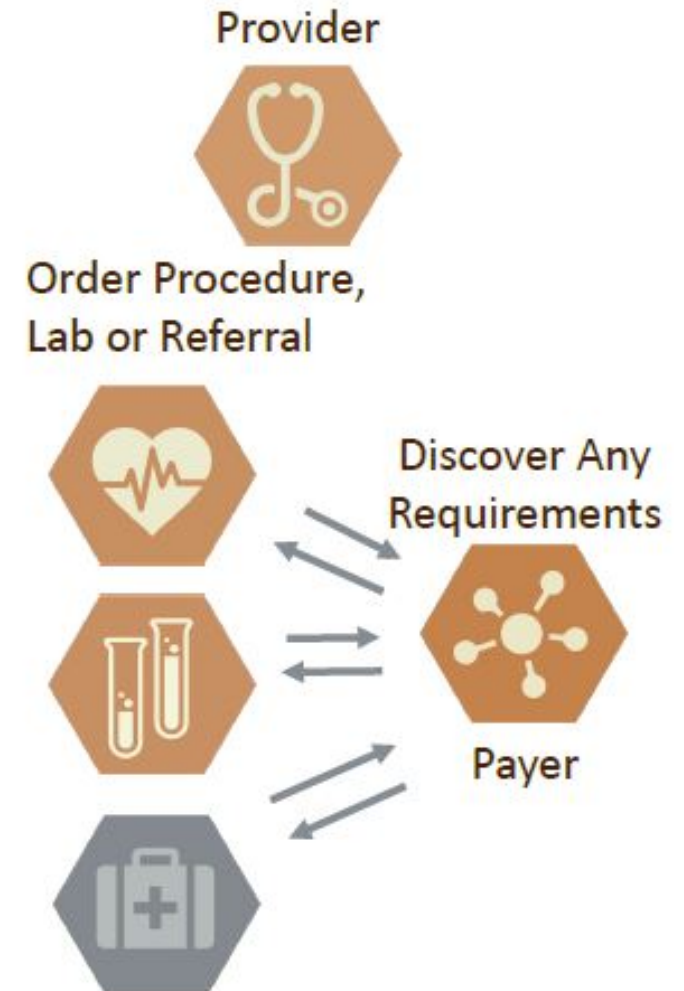 Provider
Order Procedure,
Lab or Referral
Discover Any
Requirements
Payer